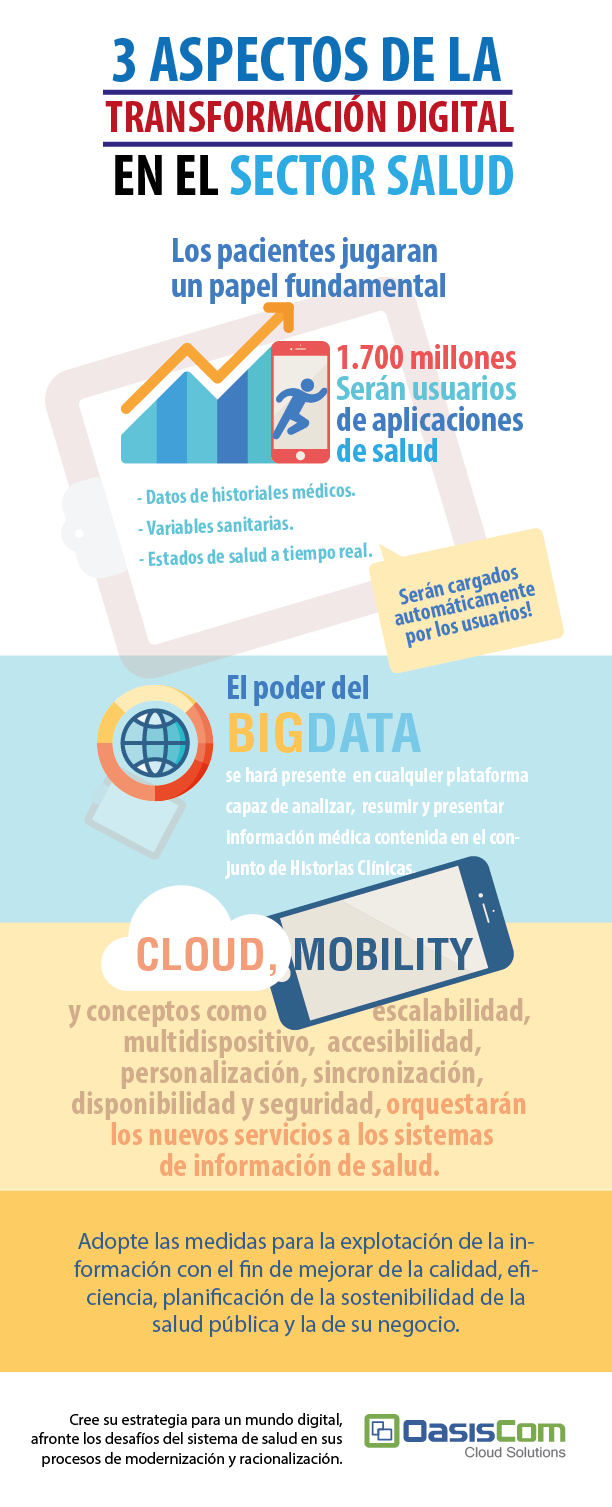 3 ASPECTOS DE LA
TRANSFORMACIÓN DIGITAL
EN EL SECTOR SALUD
Los pacientes jugaran
un papel fundamental
1.700 millones
Serán usuarios
de aplicaciones
de salud
- Datos de historiales médicos.
- Variables sanitarias.
- Estados de salud a tiempo real.
Serán cargados
automáticamente
por los usuarios!
El poder del
BIGDATA
se hará presente en cualquier plataforma
capaz de analizar, resumir y presentar
información médica contenida en el con-
junto de Historias Clínicas.
CLOUD, MOBILITY
y conceptos como escalabilidad,
multidispositivo, accesibilidad,
personalización, sincronización,
disponibilidad y seguridad, orquestarán
los nuevos servicios a los sistemas
de información de salud.
Adopte las medidas para la explotación de la in-
formación con el fin de mejorar de la calidad, efi-
ciencia, planificación de la sostenibilidad de la
salud pública y la de su negocio.
Cree su estrategia para un mundo digital,
afronte los desafíos del sistema de salud en sus
procesos de modernización y racionalización.
OasisCom
Cloud Solutions